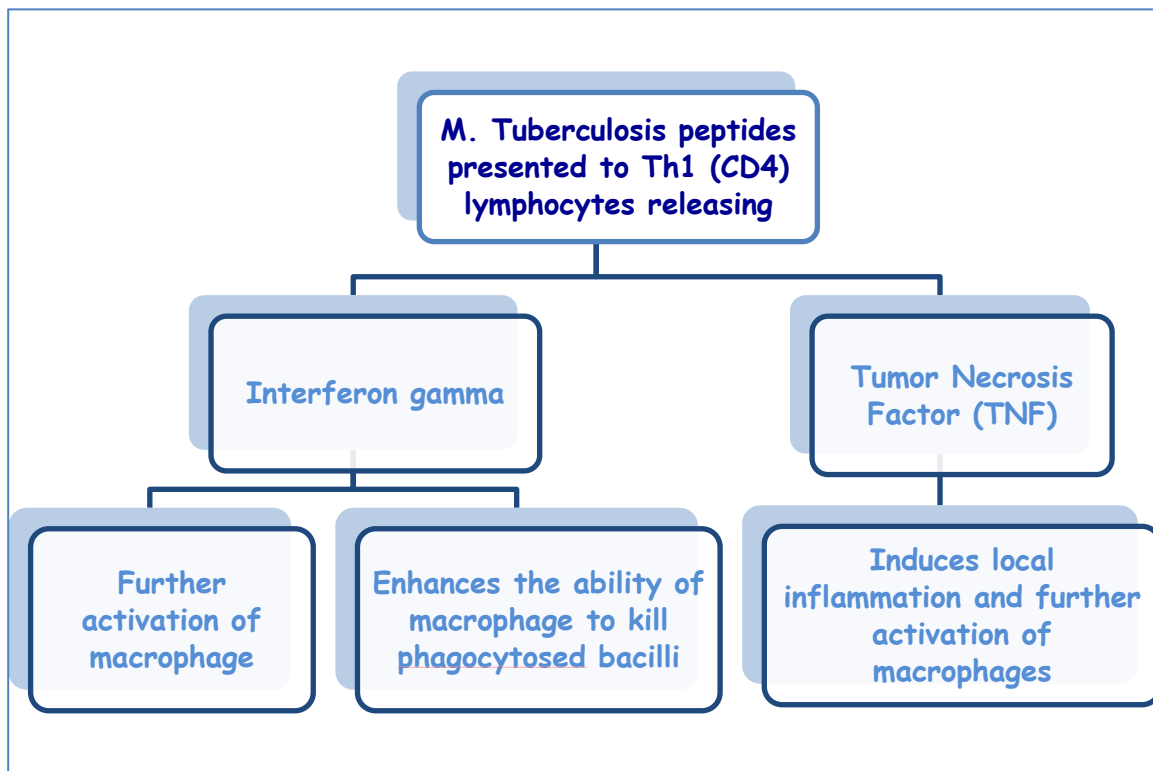 M. Tuberculosis peptides
presented to Th1 (CD4)
lymphocytes releasing
Interferon gamma
Tumor Necrosis
Factor (TNF)
Further
activation of
macrophage
Enhances the ability of
macrophage to kill
phagocytosed bacilli
Induces local
inflammation and further
activation of
macrophages